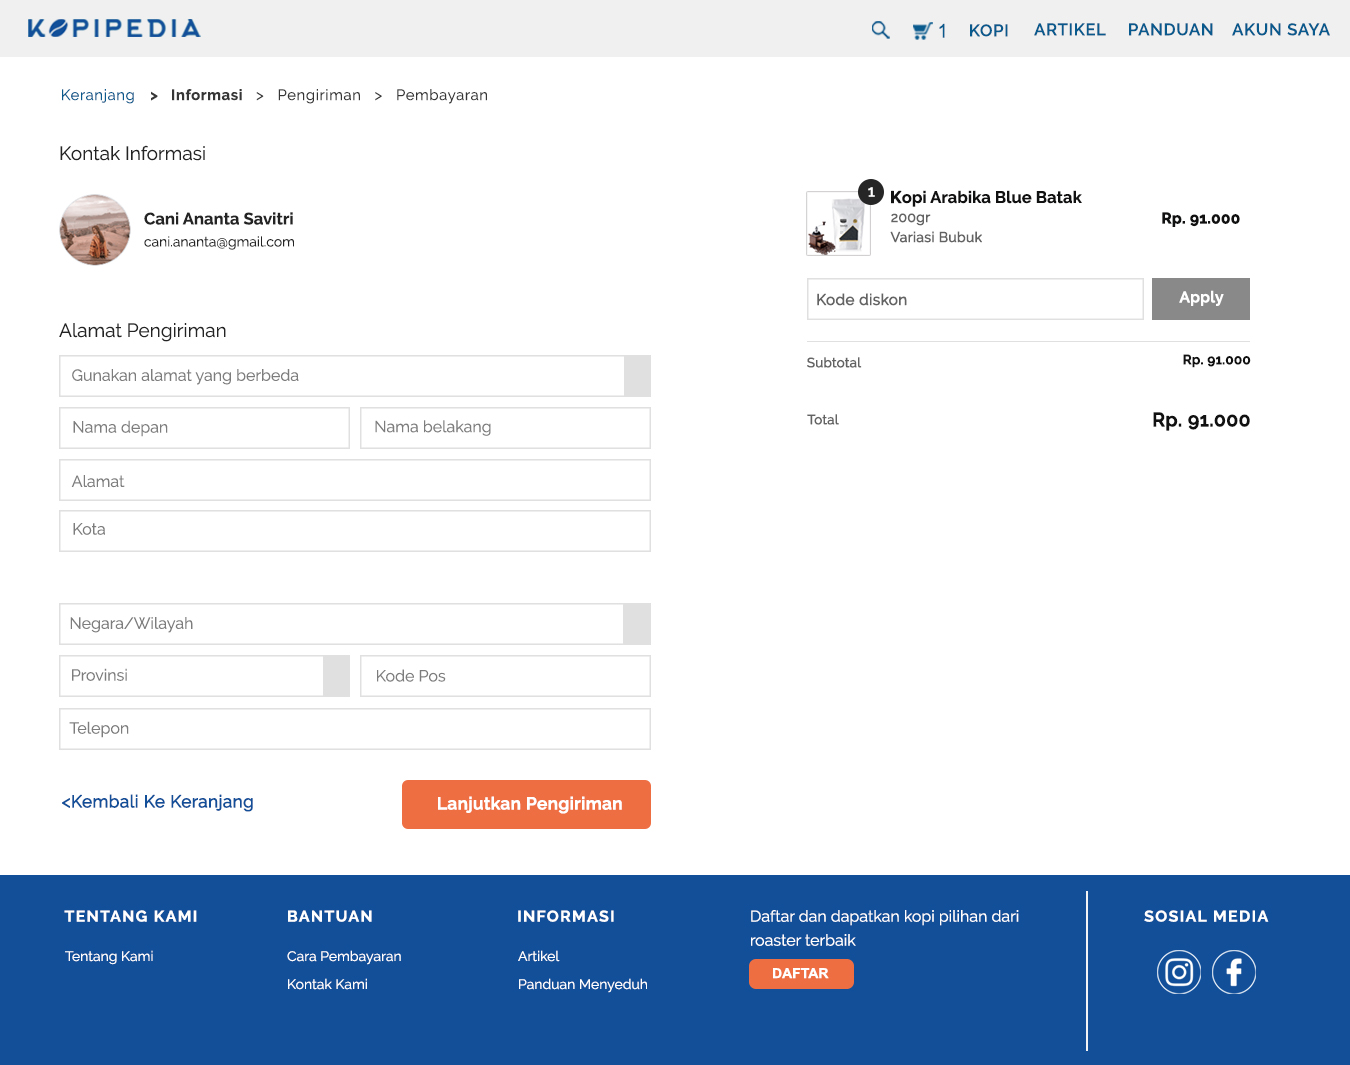 KOPIPEDIA
1 KOPI ARTIKEL PANDUAN AKUN SAYA
Keranjang > Informasi > Pengiriman > Pembayaran
Kontak Informasi
Cani Ananta Savitri
cani.ananta@gmail.com
Alamat Pengiriman
Gunakan alamat yang berbeda
Nama depan
Nama belakang
Alamat
Kota
Negara/Wilayah
Provinsi
Kode Pos
Telepon
<Kembali Ke Keranjang
Lanjutkan Pengiriman
1
Kopi Arabika Blue Batak
200gr
Variasi Bubuk
Rp. 91.000
Kode diskon
Apply
Subtotal
Rp. 91.000
Total
Rp. 91.000
TENTANG KAMI
Tentang Kami
BANTUAN
Cara Pembayaran
Kontak Kami
INFORMASI
Artikel
Panduan Menyeduh
Daftar dan dapatkan kopi pilihan dari
roaster terbaik
DAFTAR
SOSIAL MEDIA